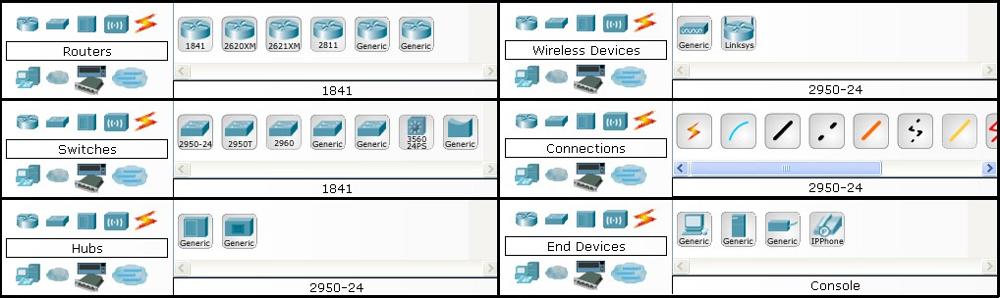 1841 2620XM 2621XM 2811 Generic Generic
Routers
1841
Generic Linksys
Wireless Devices
2950-24
2950-24 2950T 2960 Generic Generic 3560 24PS Generic
Switches
1841
Connections
2950-24
Generic Generic
Hubs
2950-24
Generic Generic Generic IPPhone
End Devices
Console